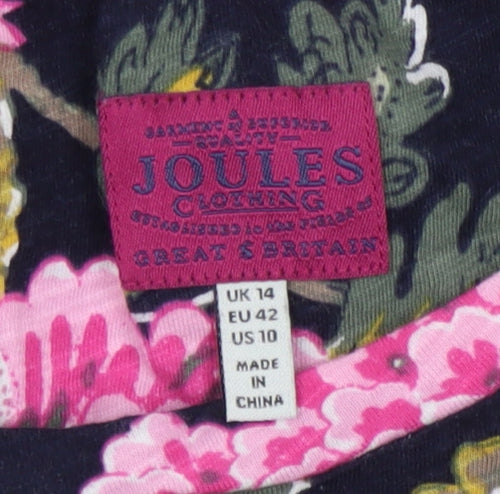 A
GARMENT of SUPERIOR
QUALITY
JOULES
CLOTHING
ESTABLISHED in the FIELDS OF
GREAT & BRITAIN
UK 14
EU 42
US 10
MADE
IN
CHINA